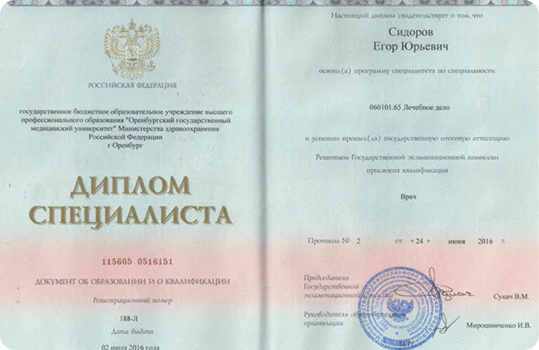 РОССИЙСКАЯ ФЕДЕРАЦИЯ
государственное бюджетное образовательное учреждение высшего
профессионального образования "Оренбургский государственный
медицинский университет" Министерства здравоохранения
Российской Федерации
г Оренбург
ДИПЛОМ
СПЕЦИАЛИСТА
115605 0516151
ДОКУМЕНТ ОБ ОБРАЗОВАНИИ И О КВАЛИФИКАЦИИ
Регистрационный номер
188-Л
Дата выдачи
02 июля 2016 года
Настоящий диплом свидетельствует о том, что
Сидоров
Егор Юрьевич
освоил(а) программу специалитета по специальности
060101.65 Лечебное дело
и успешно прошел(ла) государственную итоговую аттестацию
Решением Государственной экзаменационной комиссии
присвоена квалификация
Врач
Протокол № 2 от «24» июня 2016 г.
Председатель
Государственной
экзаменационной комиссии
Сукач В.М.
Руководитель образовательной
организации
Мирошниченко И.В.